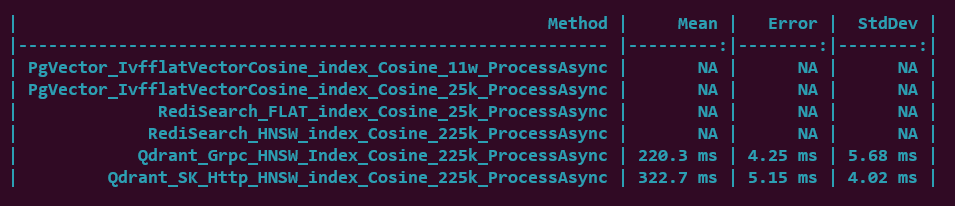 |                                                      Method |     Mean |   Error |  StdDev |
|----------------------------------------------------------- |---------:|--------:|--------:|
| PgVector_IvfflatVectorCosine_index_Cosine_11w_ProcessAsync |       NA |      NA |      NA |
| PgVector_IvfflatVectorCosine_index_Cosine_25k_ProcessAsync |       NA |      NA |      NA |
|              RediSearch_FLAT_index_Cosine_25k_ProcessAsync |       NA |      NA |      NA |
|             RediSearch_HNSW_index_Cosine_225k_ProcessAsync |       NA |      NA |      NA |
|            Qdrant_Grpc_HNSW_Index_Cosine_225k_ProcessAsync | 220.3 ms | 4.25 ms | 5.68 ms |
|         Qdrant_SK_Http_HNSW_index_Cosine_225k_ProcessAsync | 322.7 ms | 5.15 ms | 4.02 ms |